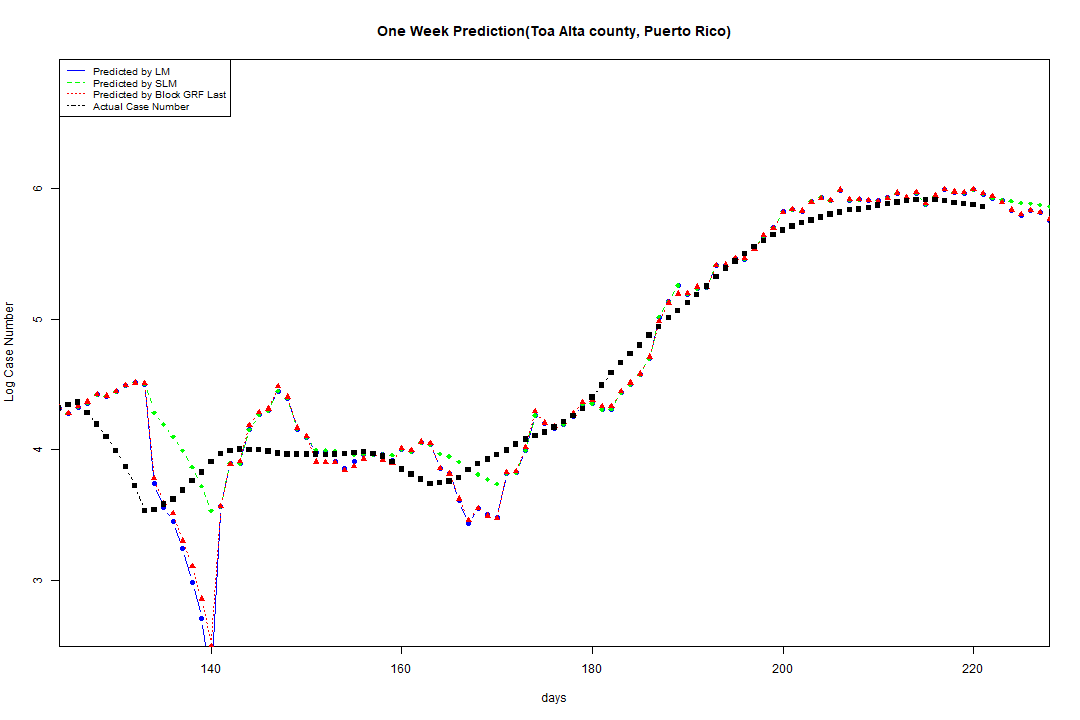 One Week Prediction(Toa Alta county, Puerto Rico)
Predicted by LM
Predicted by SLM
Predicted by Block GRF Last
Actual Case Number
6
5
4
3
Log Case Number
140 160 180 200 220
days